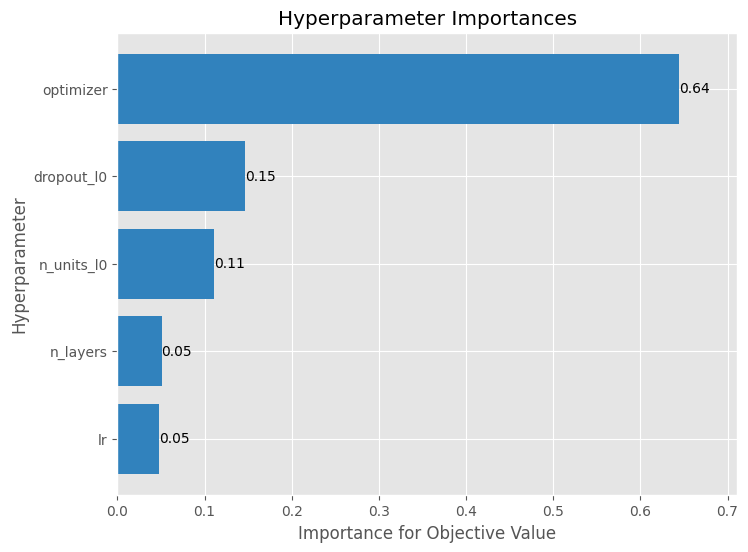 Hyperparameter Importances
Hyperparameter
optimizer
0.64
dropout_l0
0.15
n_units_l0
0.11
n_layers
0.05
lr
0.05
0.0 0.1 0.2 0.3 0.4 0.5 0.6 0.7
Importance for Objective Value